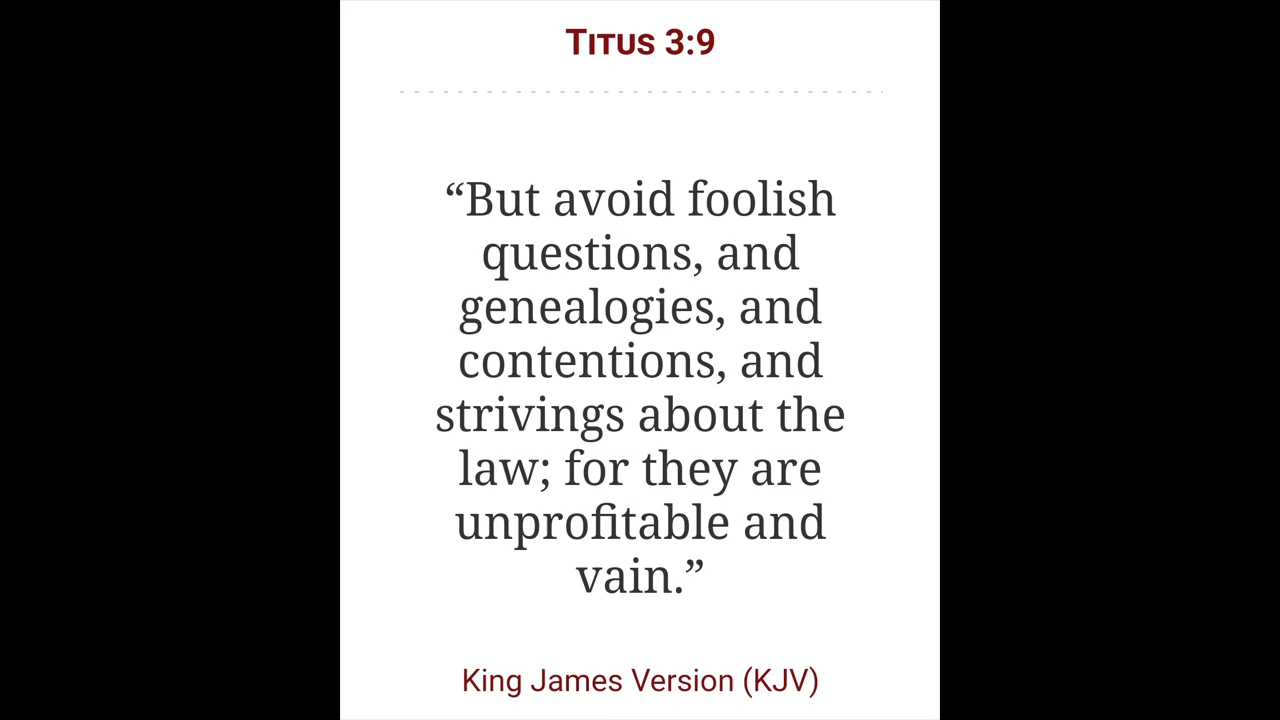 Titus 3:9
“But avoid foolish
questions, and
genealogies, and
contentions, and
strivings about the
law; for they are
unprofitable and
vain.”
King James Version (KJV)